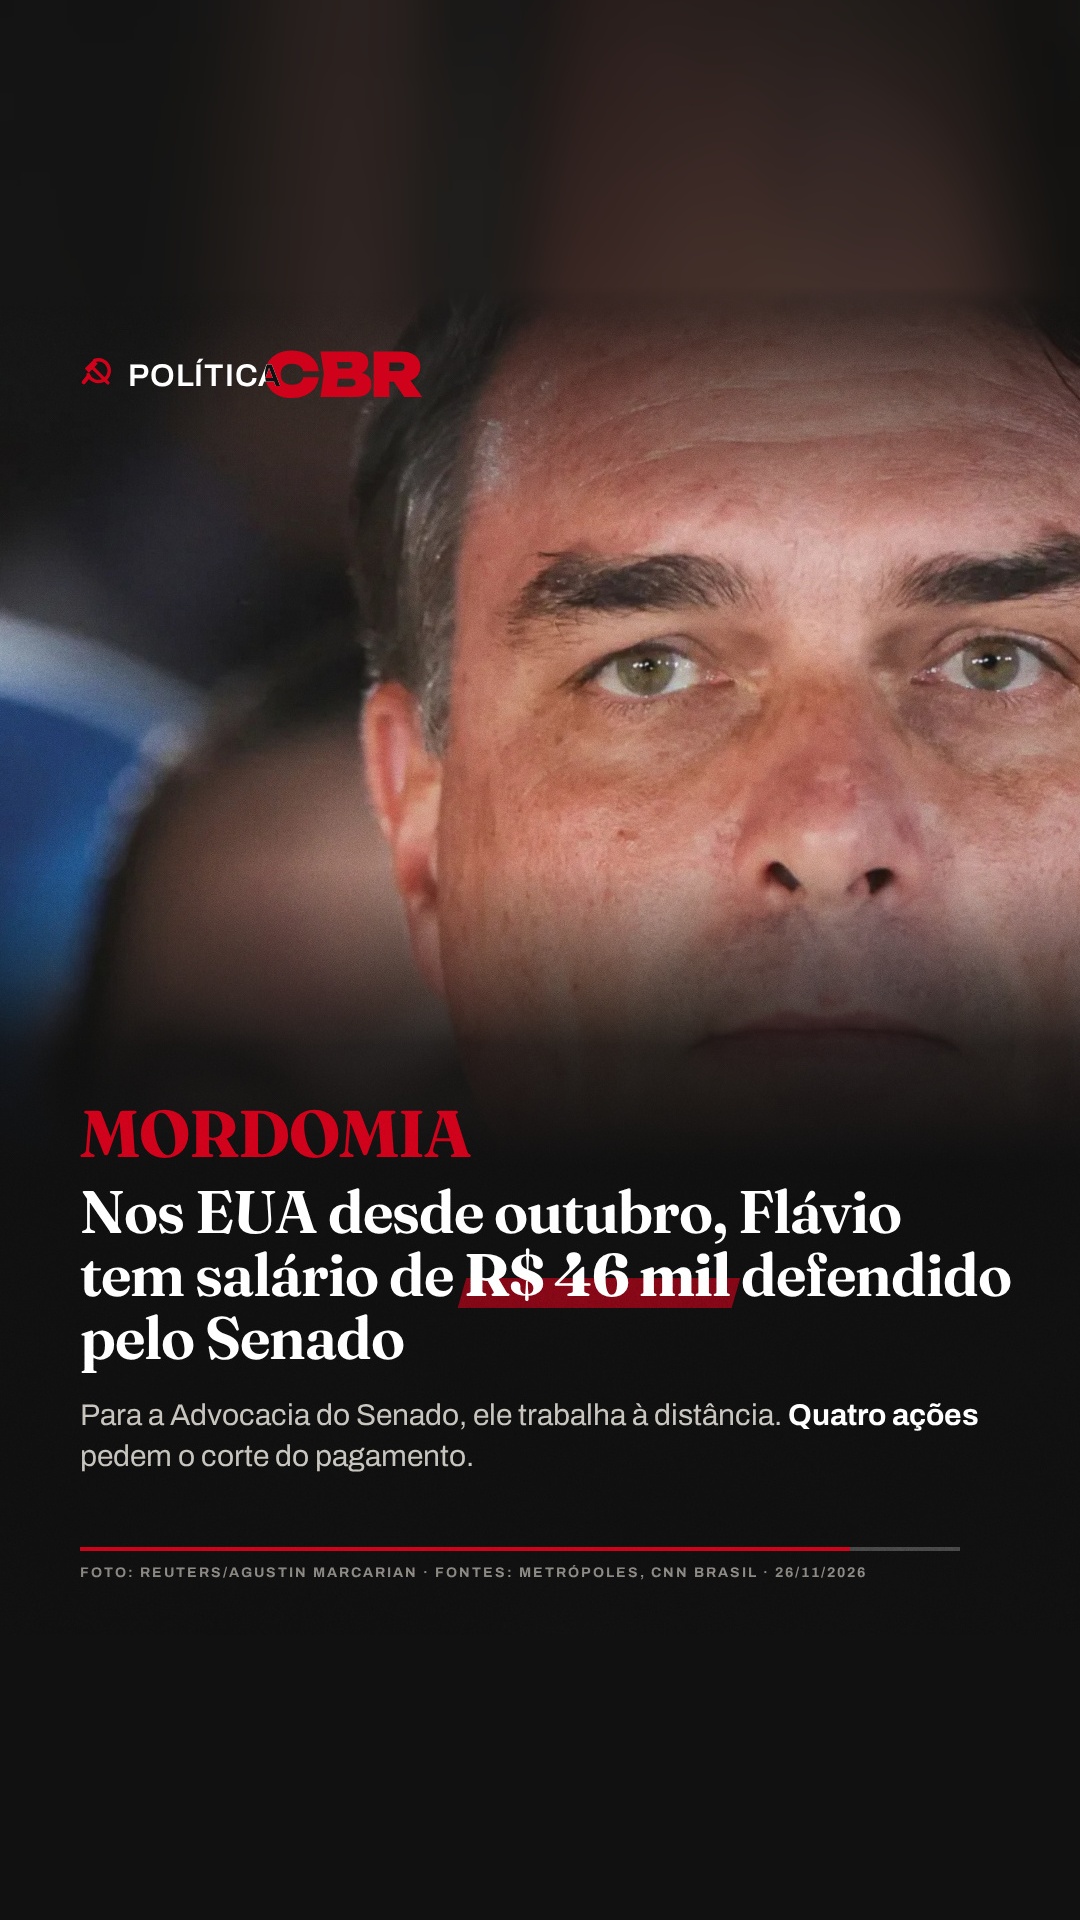 POLÍTICA CBR
MORDOMIA
Nos EUA desde outubro, Flávio
tem salário de R$ 46 mil defendido
pelo Senado
Para a Advocacia do Senado, ele trabalha à distância. Quatro ações
pedem o corte do pagamento.
FOTO: REUTERS/AGUSTIN MARCARIAN · FONTES: METRÓPOLES, CNN BRASIL · 26/11/2026